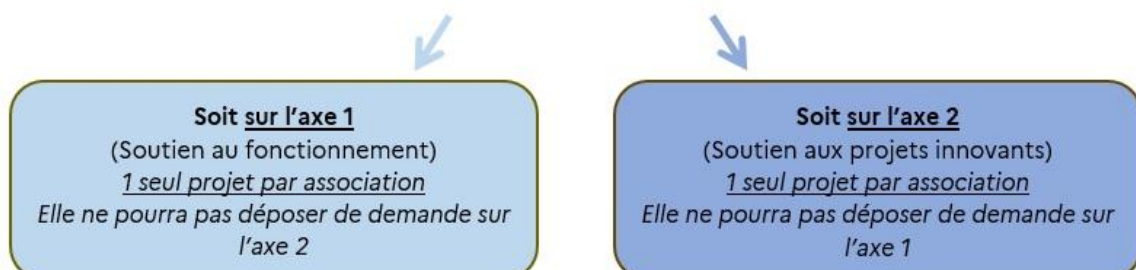 Soit sur l'axe 1
(Soutien au fonctionnement)
1 seul projet par association
Elle ne pourra pas déposer de demande sur
l'axe 2
Soit sur l'axe 2
(Soutien aux projets innovants)
1 seul projet par association
Elle ne pourra pas déposer de demande sur
l'axe 1